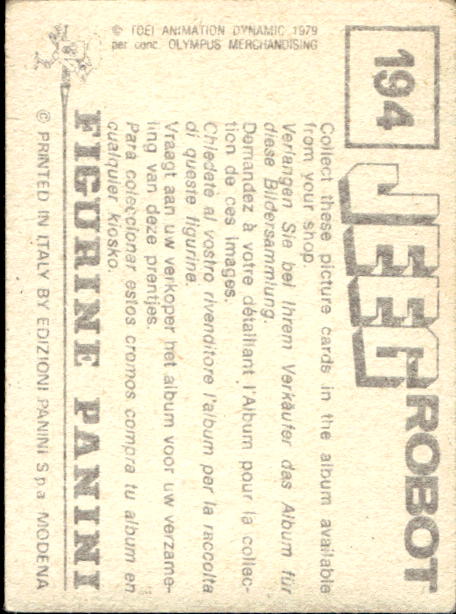 194
JEEG ROBOT
Collect these picture cards in the album available
from your shop.
Verlangen Sie bei Ihrem Verkäufer das Album für
diese Bildersammlung.
Demandez à votre détaillant l'Album pour la collec-
tion de ces images.
Chiedete al vostro rivenditore l'album per la raccolta
di queste figurine.
Vraagt aan uw verkoper het album voor uw verzame-
ling van deze prentjes.
Para coleccionar estos cromos compra tu album en
cualquier kiosko.
FIGURINE PANINI
© PRINTED IN ITALY BY EDIZIONI PANINI S.p.a. MODENA
© TOEI ANIMATION DYNAMIC 1979
per conc. OLYMPUS MERCHANDISING